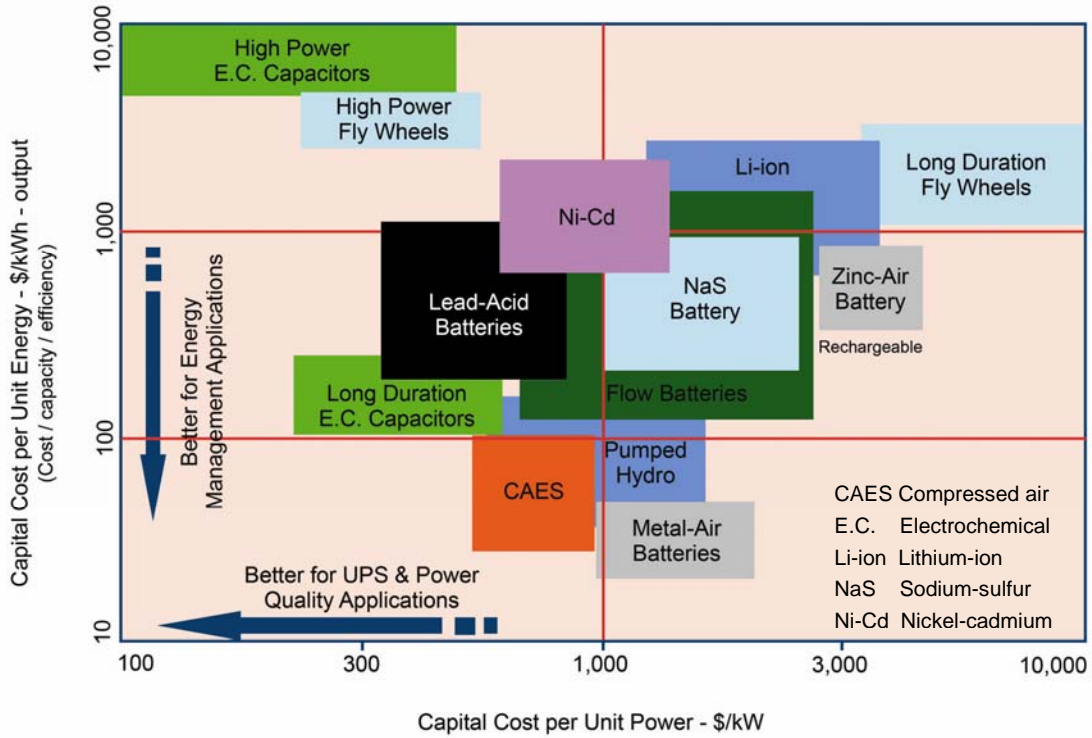 Capital Cost per Unit Energy - $/kWh - output
(Cost / capacity / efficiency)
10,000
1,000
100
10
High Power
E.C. Capacitors
High Power
Fly Wheels
Li-ion
Long Duration
Fly Wheels
Ni-Cd
Better for Energy
Management Applications
Lead-Acid
Batteries
NaS
Battery
Zinc-Air
Battery
Rechargeable
Long Duration
E.C. Capacitors
Flow Batteries
CAES
Pumped
Hydro
Metal-Air
Batteries
CAES Compressed air
E.C. Electrochemical
Li-ion Lithium-ion
NaS Sodium-sulfur
Ni-Cd Nickel-cadmium
Better for UPS & Power
Quality Applications
100
300
1,000
3,000
10,000
Capital Cost per Unit Power - $/kW